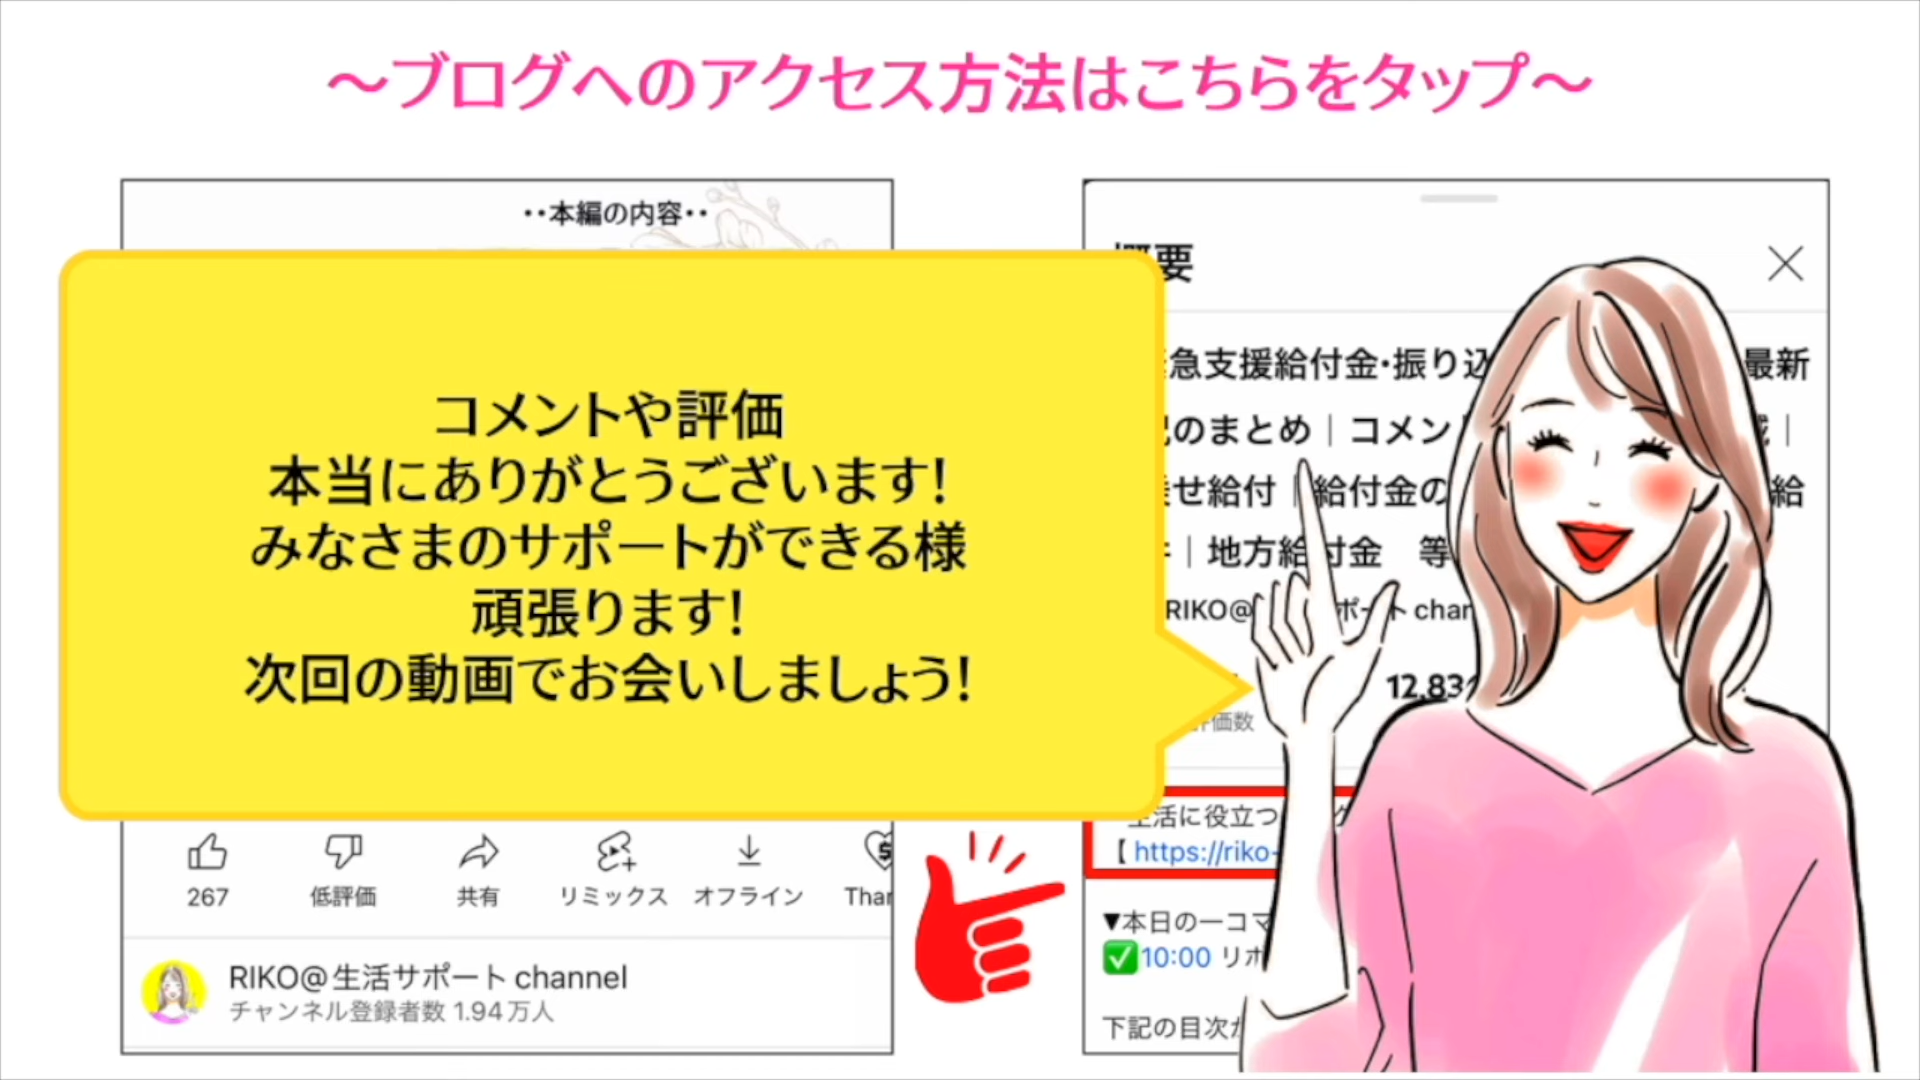 ～ブログへのアクセス方法はこちらをタップ～
••本編の内容••
コメントや評価
本当にありがとうございます!
みなさまのサポートができる様
頑張ります!
次回の動画でお会いしましょう!
267
低評価
共有
リミックス
オフライン
RIKO@生活サポート channel
チャンネル登録者数 1.94万人
概要
急支援給付金・振り込
最新
のまとめ｜コメン
せ給付｜給付金の
給
｜地方給付金 等
RIKO@
ポート chan
12,83
評価数
生活に役立つ
【https://riko-
▼本日の一コマ
✅10:00 リホ
下記の目次か